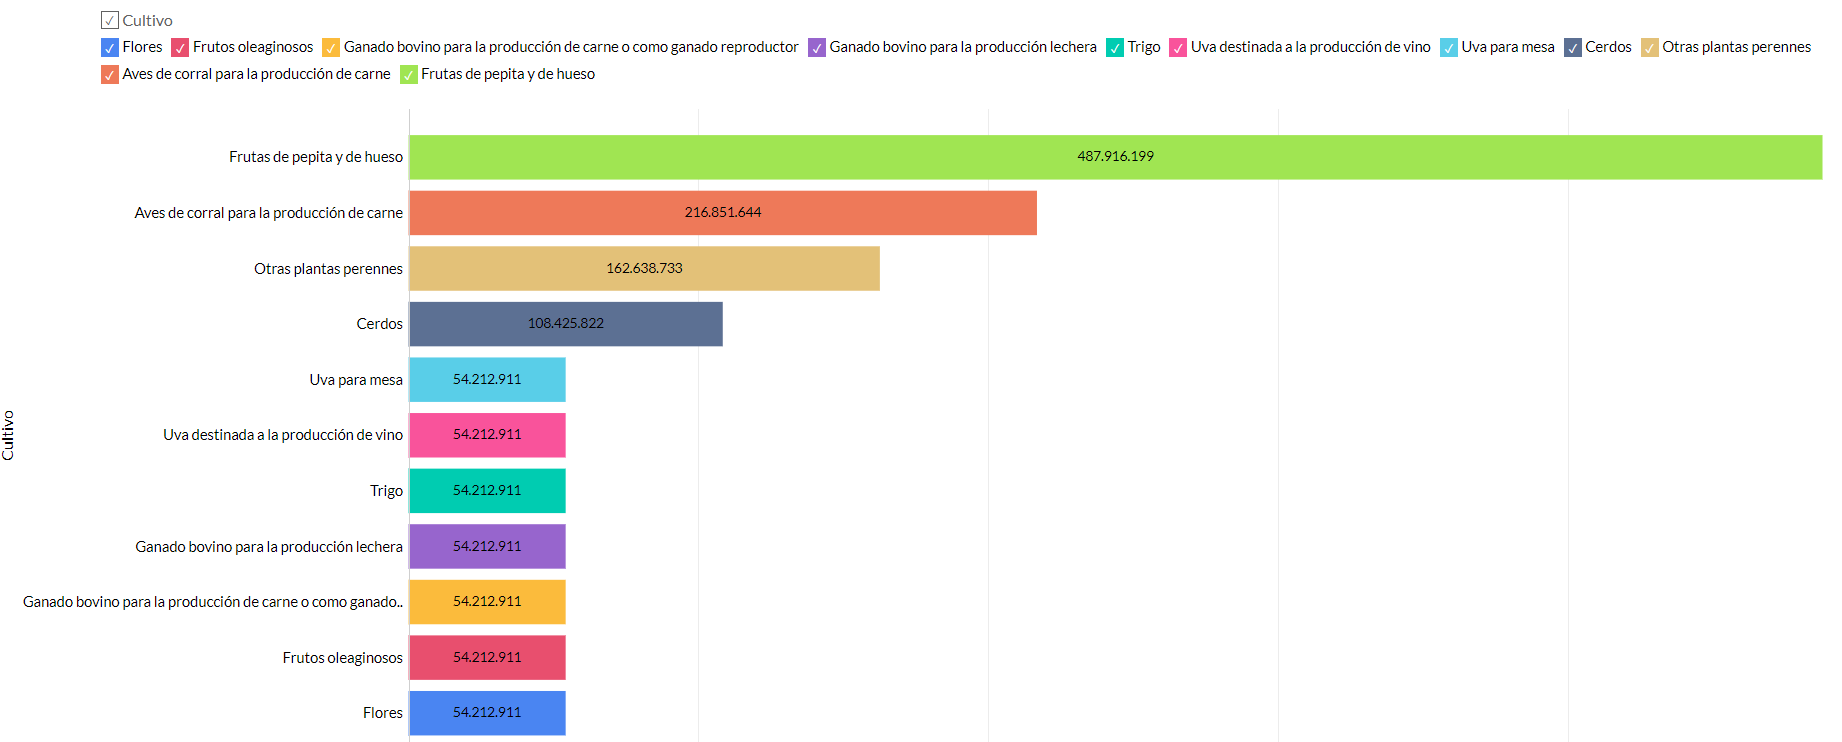 Cultivo
Flores Frutos oleaginosos Ganado bovino para la producción de carne o como ganado reproductor Ganado bovino para la producción lechera Trigo Uva destinada a la producción de vino Uva para mesa Cerdos Otras plantas perennes
Aves de corral para la producción de carne Frutas de pepita y de hueso
Frutas de pepita y de hueso 487.916.199
Aves de corral para la producción de carne 216.851.644
Otras plantas perennes 162.638.733
Cerdos 108.425.822
Uva para mesa 54.212.911
Cultivo
Uva destinada a la producción de vino 54.212.911
Trigo 54.212.911
Ganado bovino para la producción lechera 54.212.911
Ganado bovino para la producción de carne o como ganado.. 54.212.911
Frutos oleaginosos 54.212.911
Flores 54.212.911